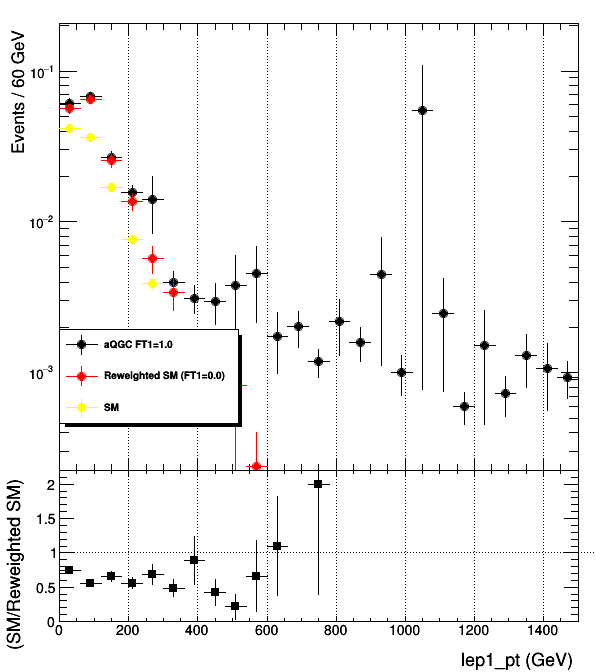 Events / 60 GeV
10⁻¹
10⁻²
10⁻³
aQGC FT1=1.0
Reweighted SM (FT1=0.0)
SM
(SM/Reweighted SM)
2
1.5
1
0.5
0
0 200 400 600 800 1000 1200 1400
lep1_pt (GeV)